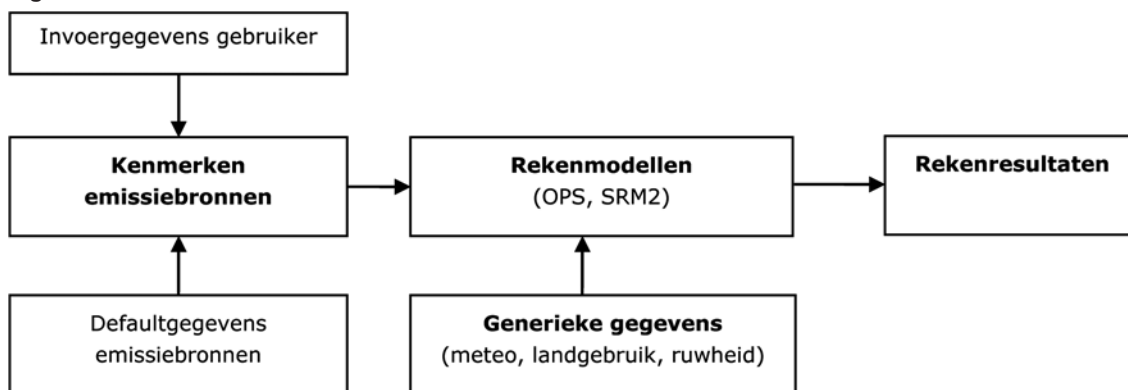 Invoergegevens gebruiker
Kenmerken
emissiebronnen
Rekenmodellen
(OPS, SRM2)
Rekenresultaten
Defaultgegevens
emissiebronnen
Generieke gegevens
(meteo, landgebruik, ruwheid)